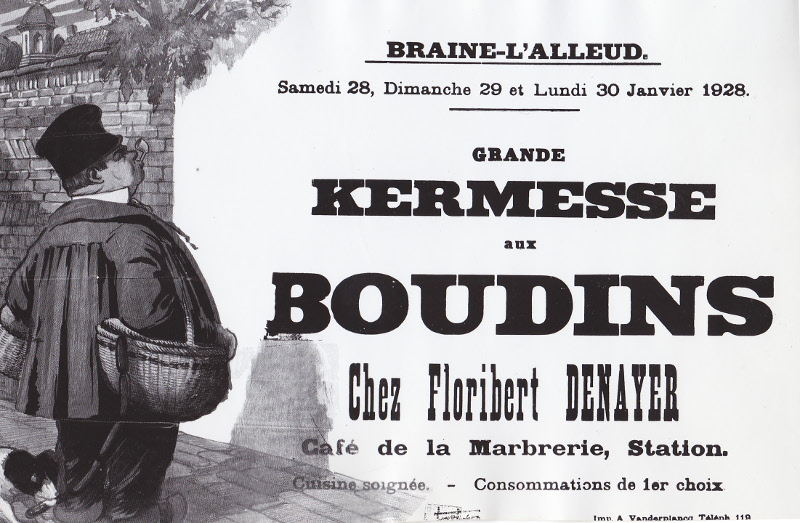 BRAINE-L'ALLEUD.
Samedi 28, Dimanche 29 et Lundi 30 Janvier 1928.
GRANDE
KERMESSE
aux
BOUDINS
Chez Floribert DENAYER
Café de la Marbrerie, Station.
Cuisine soignée. - Consommations de 1er choix
Imp. A. Vanderplancq Téléph 119